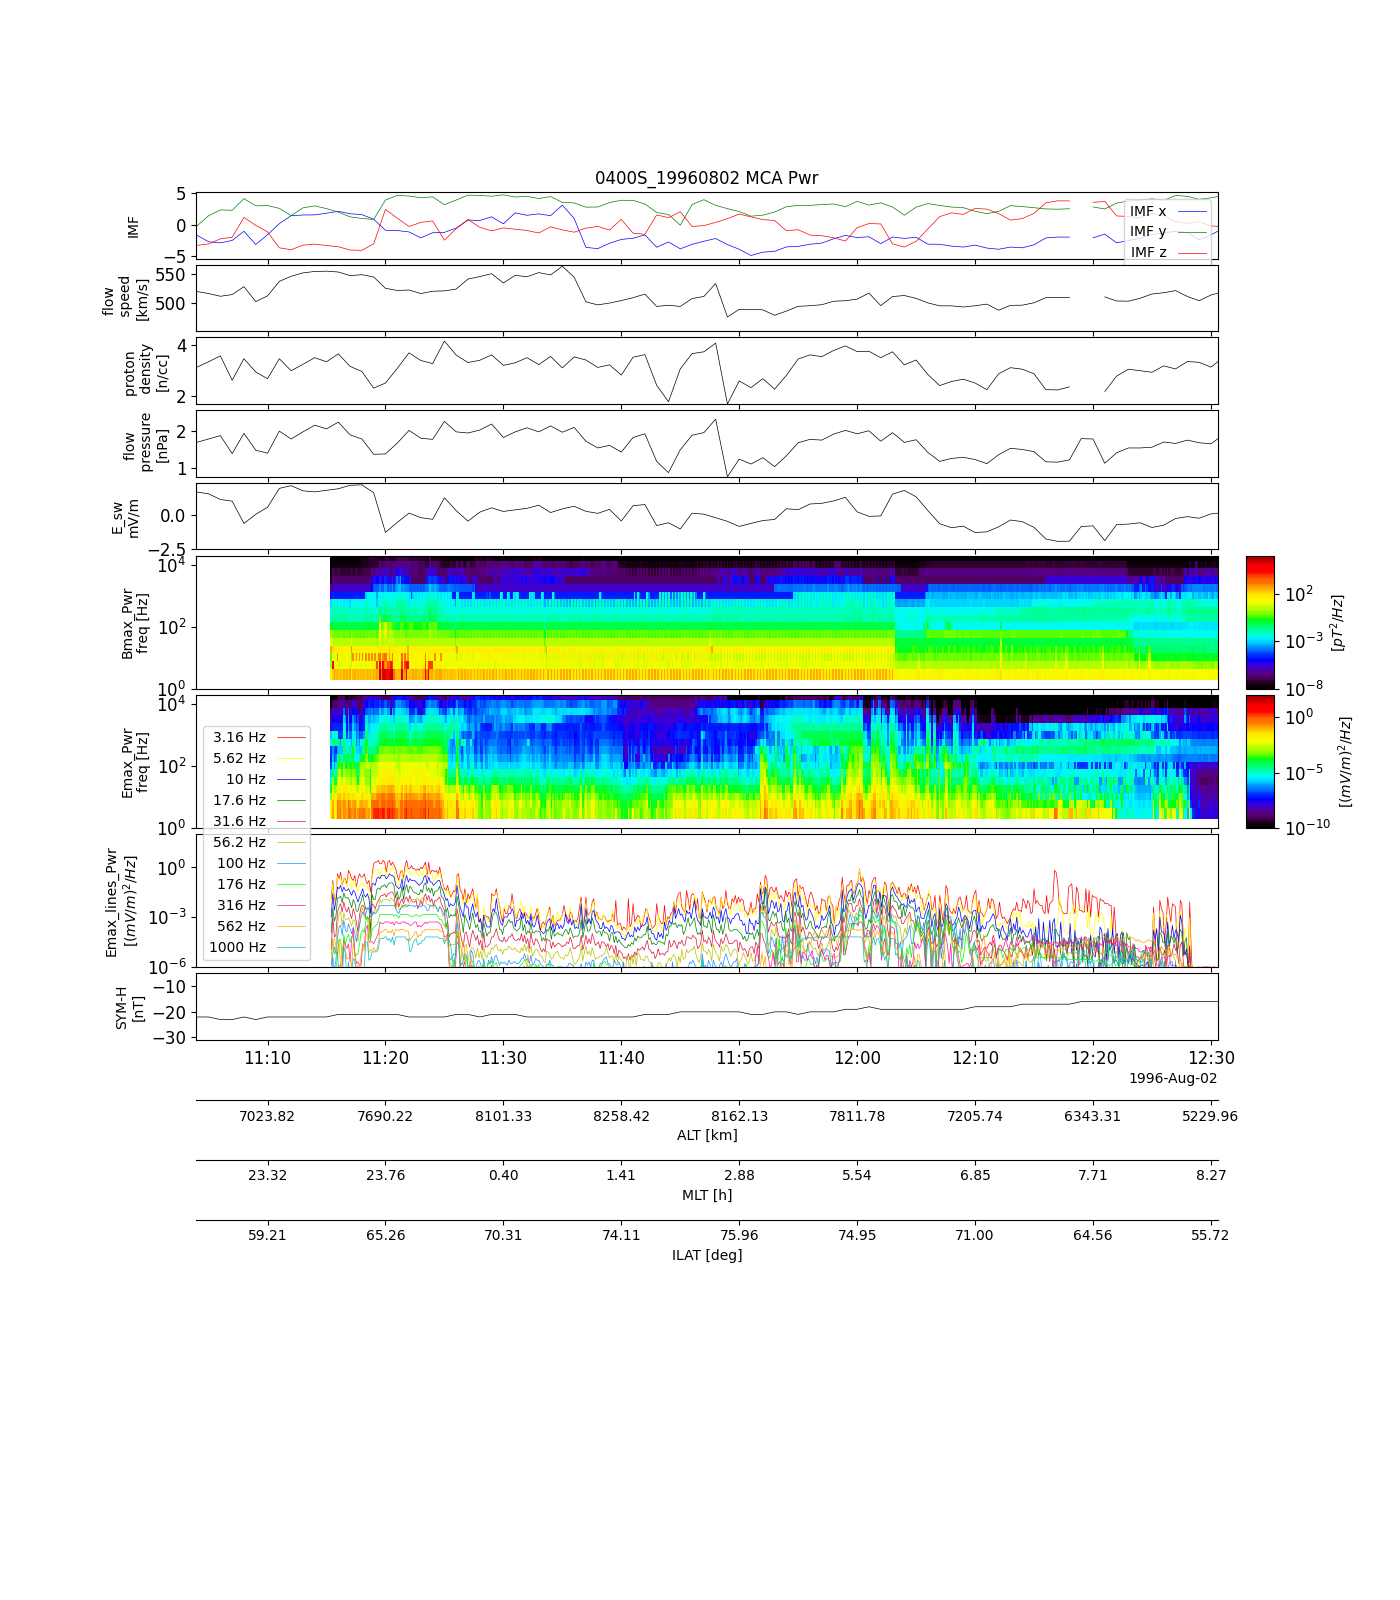 0400S_19960802 MCA Pwr
5
0
−5
IMF
IMF x
IMF y
IMF z
550
500
flow
speed
[km/s]
4
2
proton
density
[n/cc]
2
1
flow
pressure
[nPa]
0.0
−2.5
E_sw
mV/m
10^4
10^2
10^0
Bmax_Pwr
freq [Hz]
10^2
10^−3
10^−8
[pT^2/Hz]
10^4
10^2
10^0
Emax_Pwr
freq [Hz]
10^0
10^−5
10^−10
[(mV/m)^2/Hz]
3.16 Hz
5.62 Hz
10 Hz
17.6 Hz
31.6 Hz
56.2 Hz
100 Hz
176 Hz
316 Hz
562 Hz
1000 Hz
10^0
10^−3
10^−6
Emax_lines_Pwr
[(mV/m)^2/Hz]
−10
−20
−30
SYM-H
[nT]
11:10 11:20 11:30 11:40 11:50 12:00 12:10 12:20 12:30
1996-Aug-02
7023.82 7690.22 8101.33 8258.42 8162.13 7811.78 7205.74 6343.31 5229.96
ALT [km]
23.32 23.76 0.40 1.41 2.88 5.54 6.85 7.71 8.27
MLT [h]
59.21 65.26 70.31 74.11 75.96 74.95 71.00 64.56 55.72
ILAT [deg]